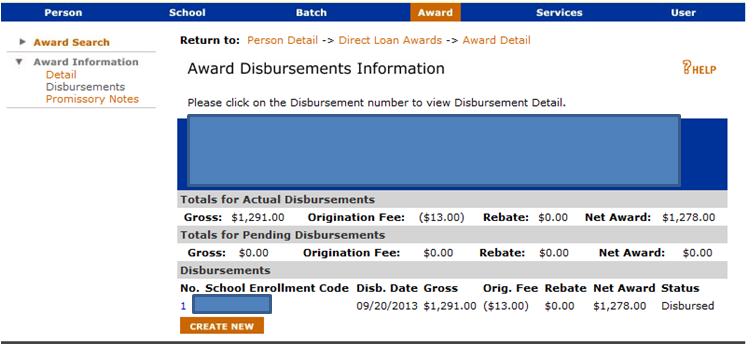 Person School Batch Award Services User
Award Search
Award Information
Detail
Disbursements
Promissory Notes
Return to: Person Detail -> Direct Loan Awards -> Award Detail
Award Disbursements Information
? HELP
Please click on the Disbursement number to view Disbursement Detail.
Totals for Actual Disbursements
Gross: $1,291.00 Origination Fee: ($13.00) Rebate: $0.00 Net Award: $1,278.00
Totals for Pending Disbursements
Gross: $0.00 Origination Fee: $0.00 Rebate: $0.00 Net Award: $0.00
Disbursements
No. School Enrollment Code Disb. Date Gross Orig. Fee Rebate Net Award Status
1 09/20/2013 $1,291.00 ($13.00) $0.00 $1,278.00 Disbursed
CREATE NEW